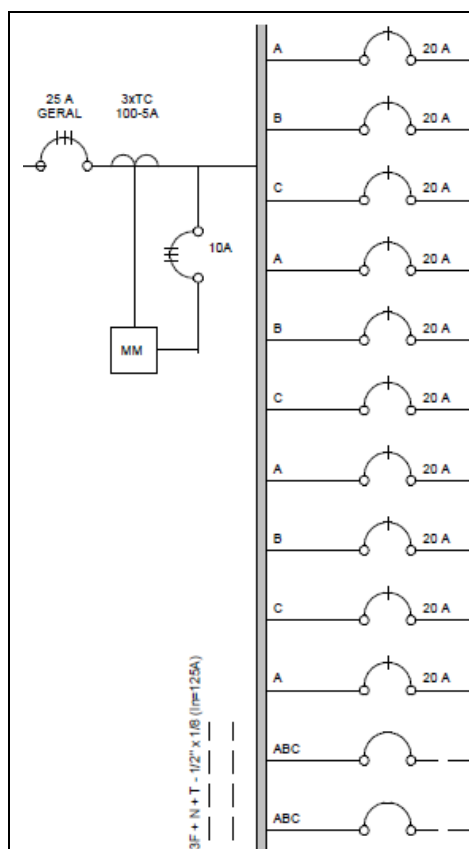 25 A
GERAL
3xTC
100-5A
10A
MM
3F + N + T - 1/2" x 1/8 (In=125A)
A 20 A
B 20 A
C 20 A
A 20 A
B 20 A
C 20 A
A 20 A
B 20 A
C 20 A
A 20 A
ABC
ABC